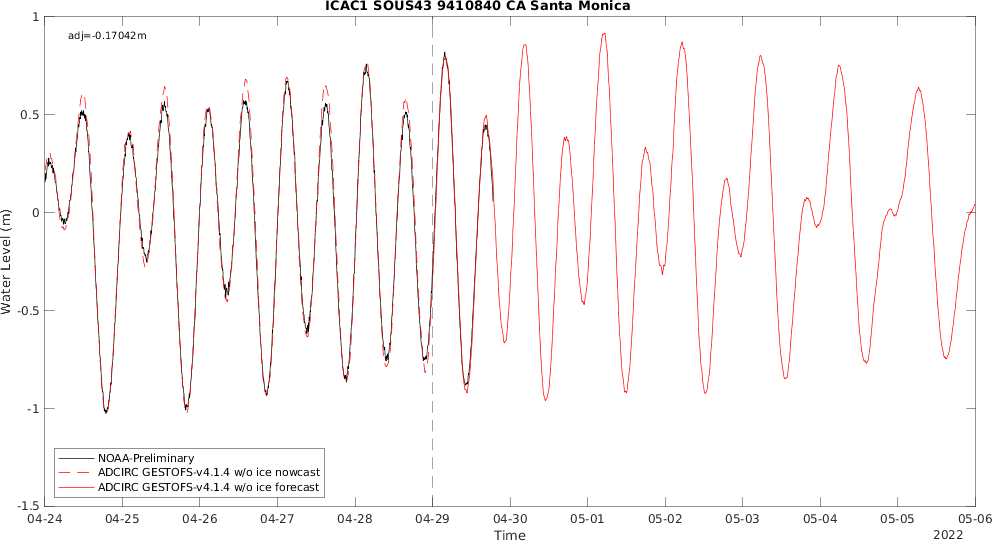 ICAC1 SOUS43 9410840 CA Santa Monica
adj=-0.17042m
1
0.5
0
-0.5
-1
-1.5
Water Level (m)
NOAA-Preliminary
ADCIRC GESTOFS-v4.1.4 w/o ice nowcast
ADCIRC GESTOFS-v4.1.4 w/o ice forecast
04-24 04-25 04-26 04-27 04-28 04-29 04-30 05-01 05-02 05-03 05-04 05-05 05-06
Time
2022